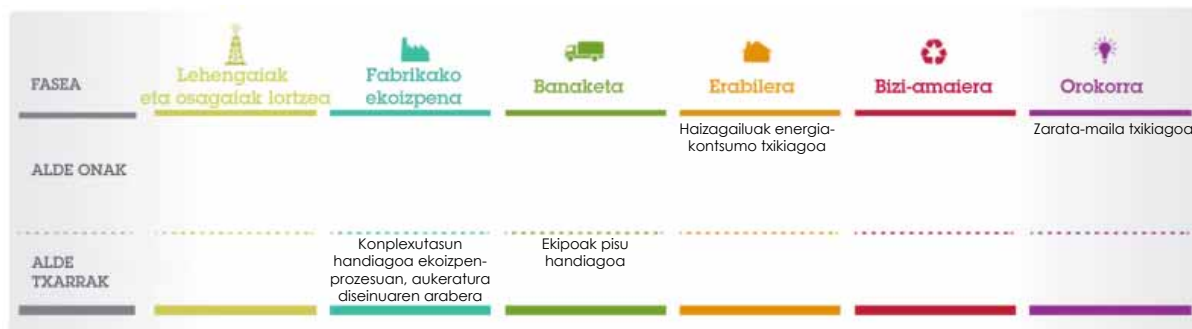 FASEA
Lehengaiak
eta osagaiak lortzea
Fabrikako
ekoizpena
Banaketa
Erabilera
Bizi-amaiera
Orokorra
ALDE ONAK
Haizagailuak energia-
kontsumo txikiagoa
Zarata-maila txikiagoa
ALDE
TXARRAK
Konplexutasun
handiagoa ekoizpen-
prozesuan, aukeratura
diseinuaren arabera
Ekipoak pisu
handiagoa